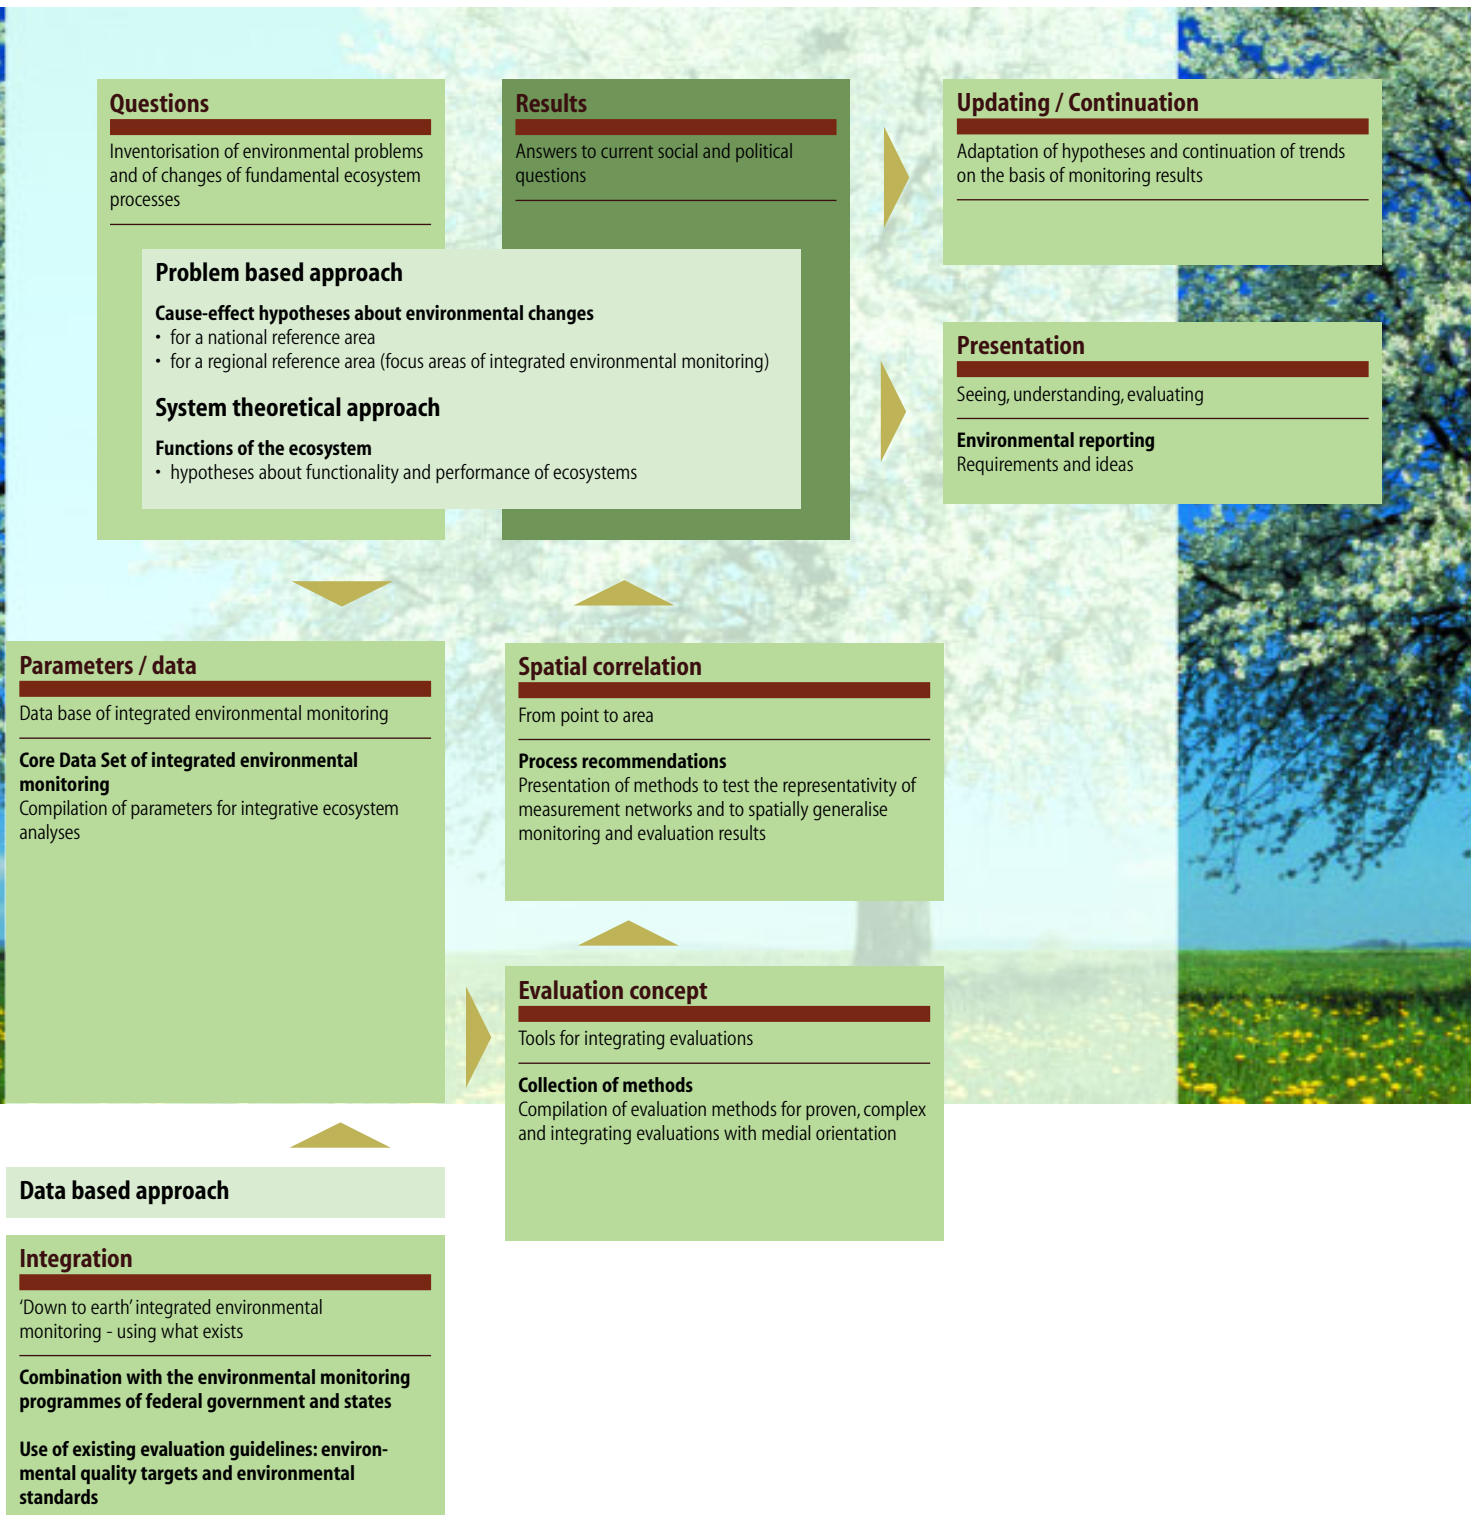 Questions
Inventorisation of environmental problems
and of changes of fundamental ecosystem
processes
Results
Answers to current social and political
questions
Updating / Continuation
Adaptation of hypotheses and continuation of trends
on the basis of monitoring results
Problem based approach
Cause-effect hypotheses about environmental changes
• for a national reference area
• for a regional reference area (focus areas of integrated environmental monitoring)
System theoretical approach
Functions of the ecosystem
• hypotheses about functionality and performance of ecosystems
Presentation
Seeing, understanding, evaluating
Environmental reporting
Requirements and ideas
Parameters / data
Data base of integrated environmental monitoring
Core Data Set of integrated environmental
monitoring
Compilation of parameters for integrative ecosystem
analyses
Spatial correlation
From point to area
Process recommendations
Presentation of methods to test the representativity of
measurement networks and to spatially generalise
monitoring and evaluation results
Evaluation concept
Tools for integrating evaluations
Collection of methods
Compilation of evaluation methods for proven, complex
and integrating evaluations with medial orientation
Data based approach
Integration
‘Down to earth’ integrated environmental
monitoring - using what exists
Combination with the environmental monitoring
programmes of federal government and states
Use of existing evaluation guidelines: environ-
mental quality targets and environmental
standards